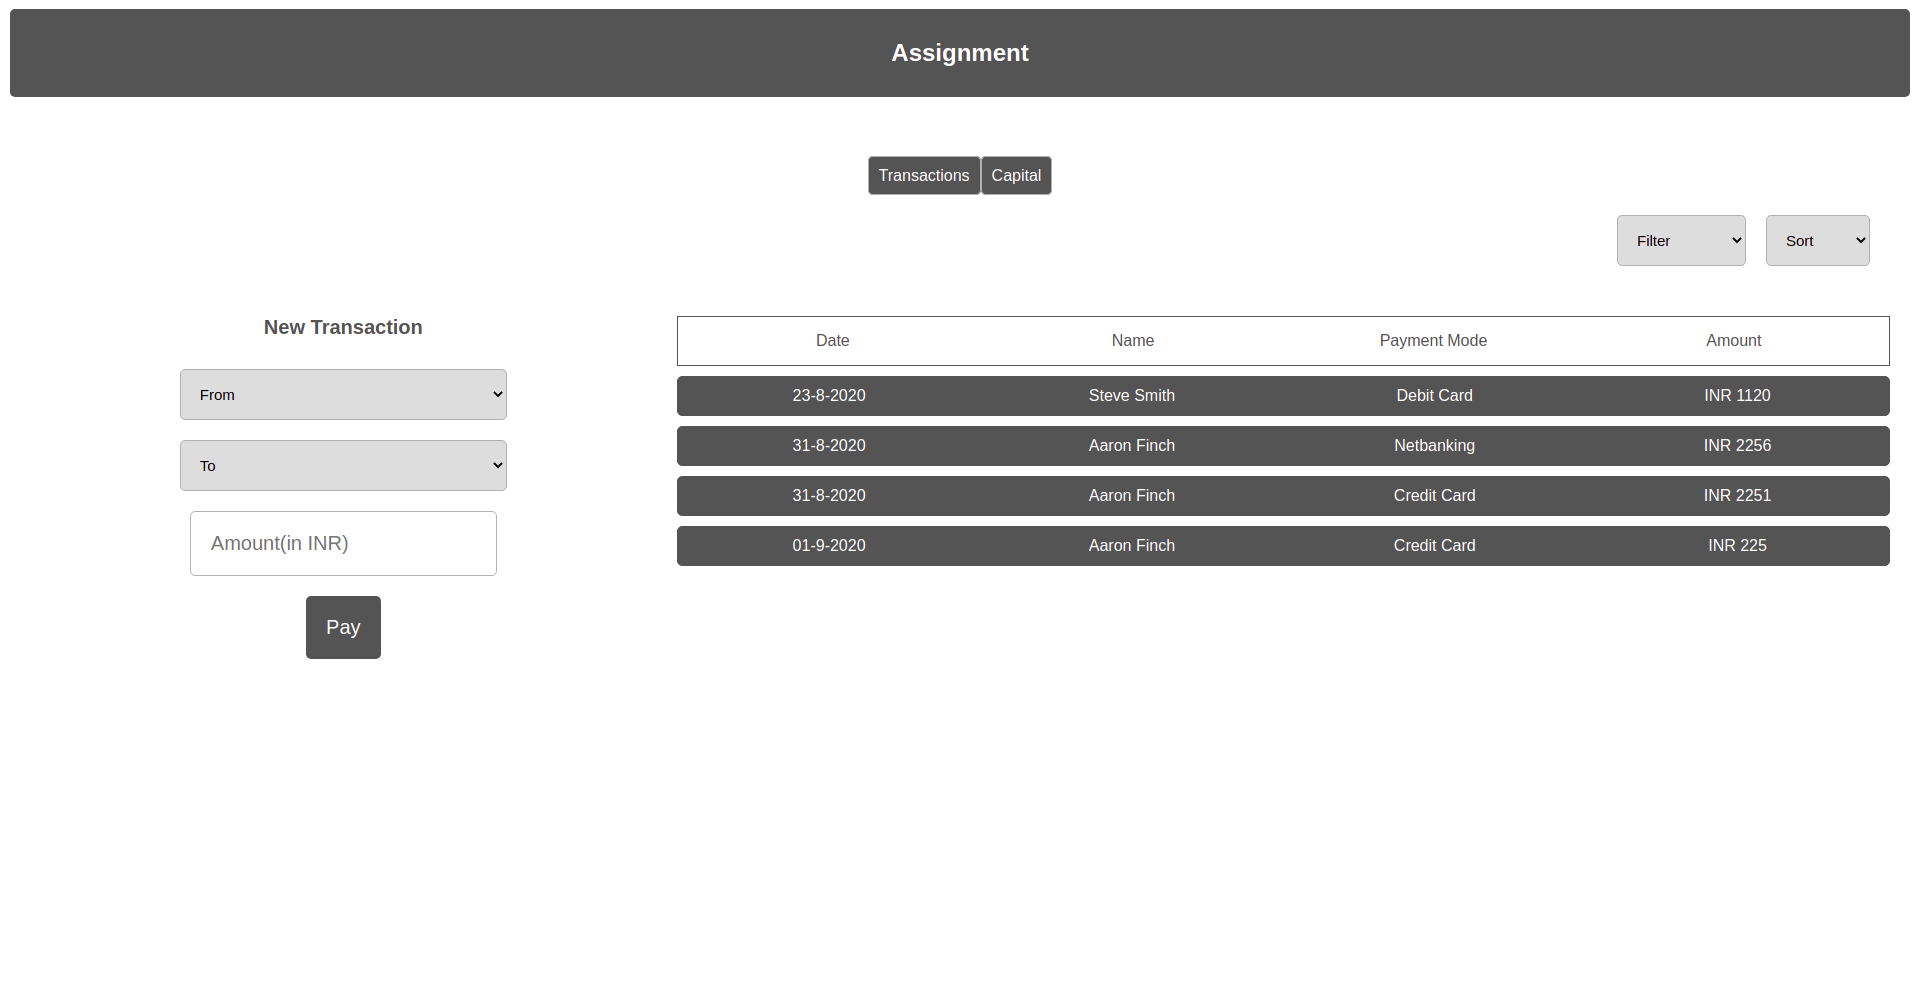 Assignment
Transactions Capital
Filter Sort
New Transaction
From
To
Amount(in INR)
Pay
Date Name Payment Mode Amount
23-8-2020 Steve Smith Debit Card INR 1120
31-8-2020 Aaron Finch Netbanking INR 2256
31-8-2020 Aaron Finch Credit Card INR 2251
01-9-2020 Aaron Finch Credit Card INR 225